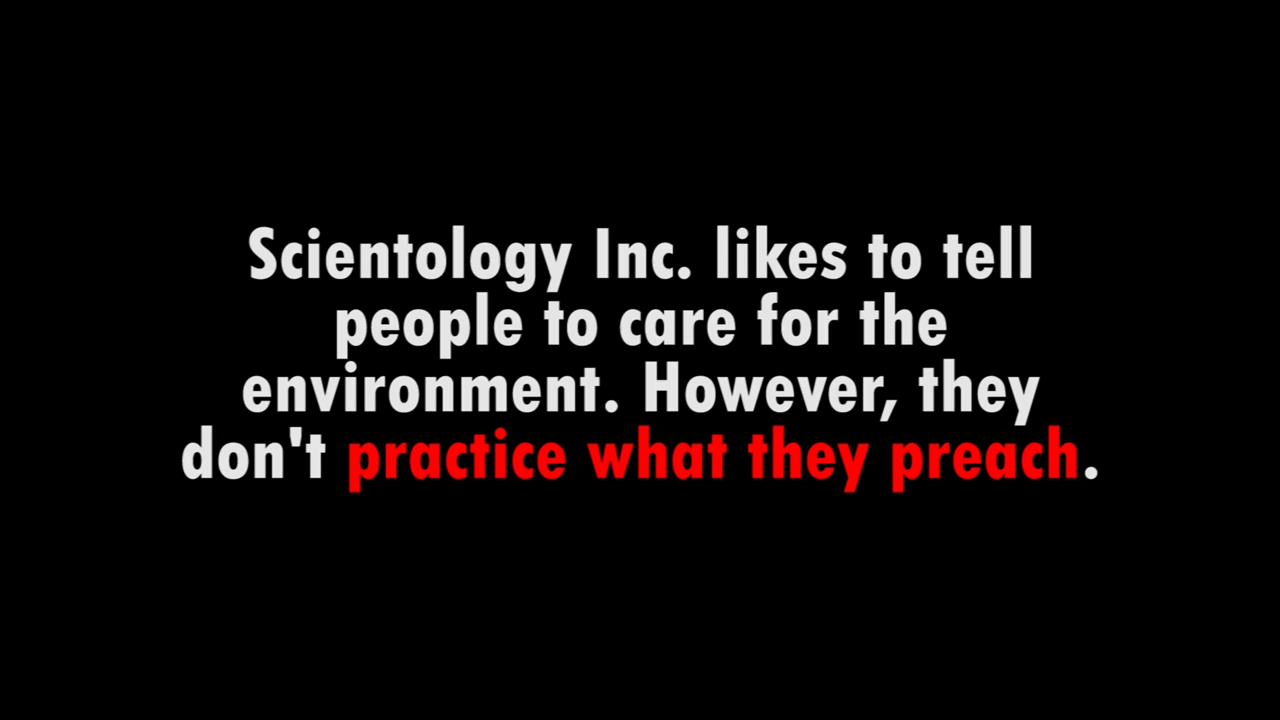 Scientology Inc. likes to tell
people to care for the
environment. However, they
don't practice what they preach.